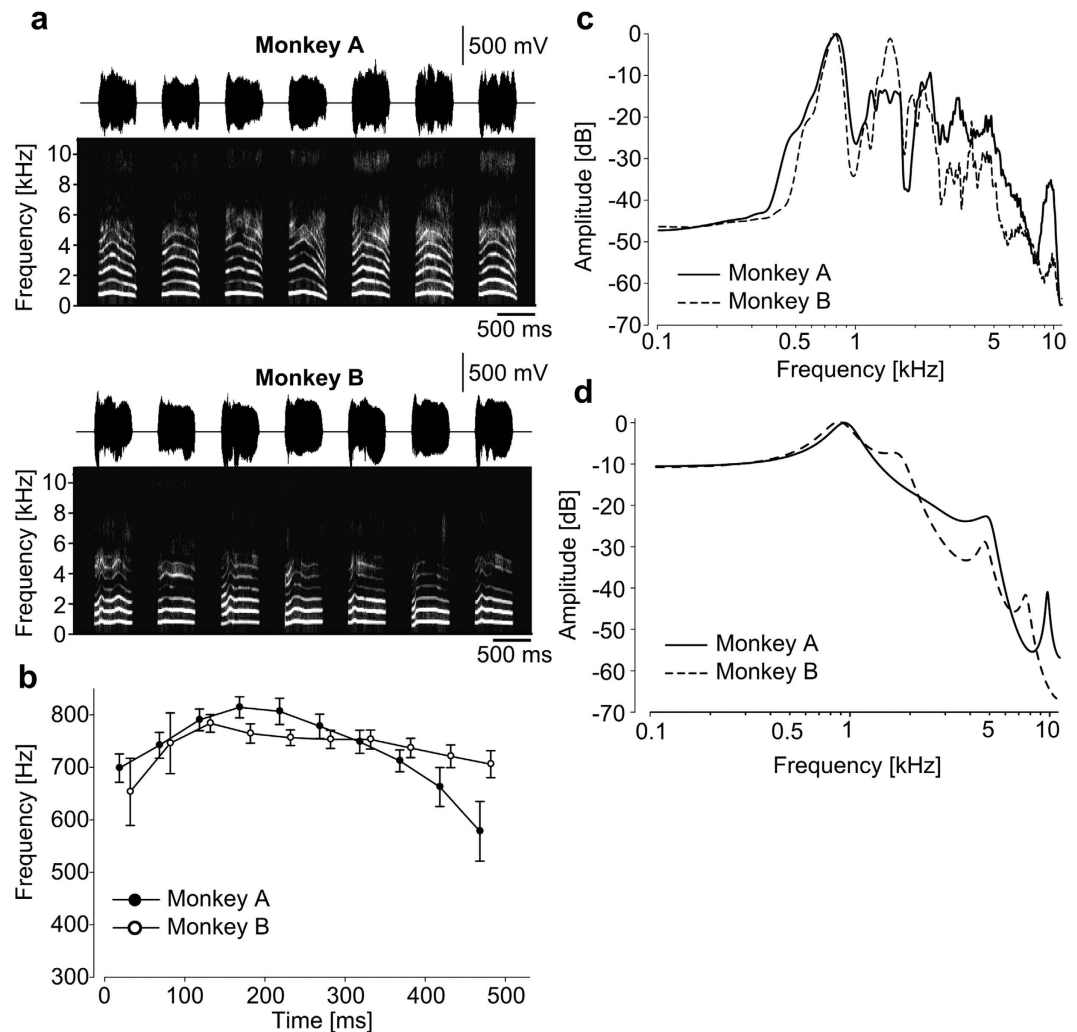 a
Monkey A
500 mV
Frequency [kHz]
10
8
6
4
2
0
500 ms
Monkey B
500 mV
Frequency [kHz]
10
8
6
4
2
0
500 ms
b
Frequency [Hz]
800
700
600
500
400
300
Monkey A
Monkey B
0 100 200 300 400 500
Time [ms]
c
Amplitude [dB]
0
-10
-20
-30
-40
-50
-60
-70
Monkey A
Monkey B
0.1 0.5 1 5 10
Frequency [kHz]
d
Amplitude [dB]
0
-10
-20
-30
-40
-50
-60
-70
Monkey A
Monkey B
0.1 0.5 1 5 10
Frequency [kHz]